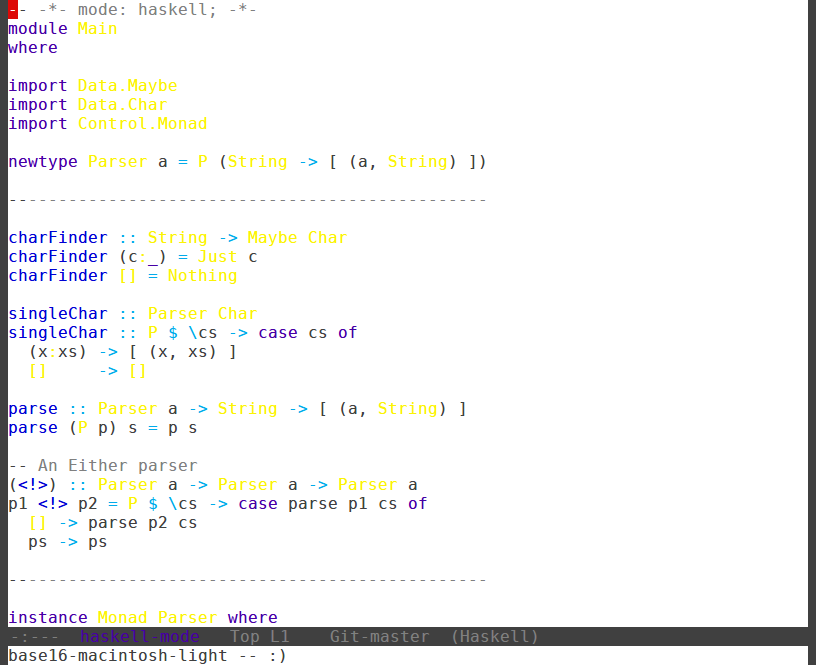 -- -*- mode: haskell; -*-
module Main
where
import Data.Maybe
import Data.Char
import Control.Monad
newtype Parser a = P (String -> [ (a, String) ])
------------------------------------------------
charFinder :: String -> Maybe Char
charFinder (c:_) = Just c
charFinder [] = Nothing
singleChar :: Parser Char
singleChar :: P $ \cs -> case cs of
  (x:xs) -> [ (x, xs) ]
  []     -> []
parse :: Parser a -> String -> [ (a, String) ]
parse (P p) s = p s
-- An Either parser
(<!>) :: Parser a -> Parser a -> Parser a
p1 <!> p2 = P $ \cs -> case parse p1 cs of
  [] -> parse p2 cs
  ps -> ps
------------------------------------------------
instance Monad Parser where
-:---  haskell-mode   Top L1    Git-master  (Haskell)
base16-macintosh-light -- :)